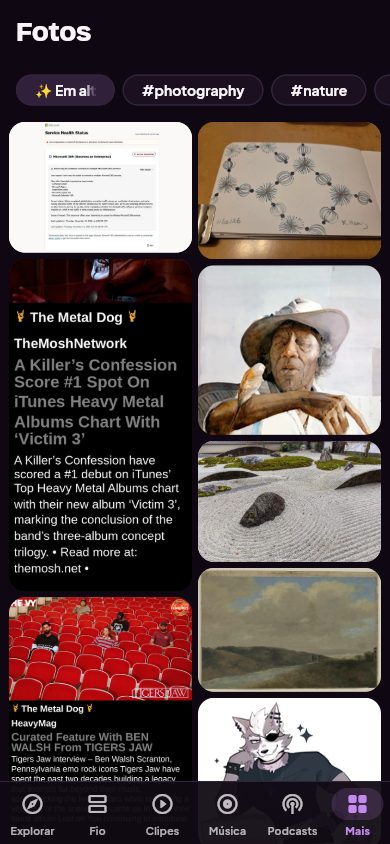 Fotos
✨ Em alt
#photography
#nature
Service Health Status
🤘 The Metal Dog 🤘
TheMoshNetwork
A Killer’s Confession
Score #1 Spot On
iTunes Heavy Metal
Albums Chart With
‘Victim 3’
A Killer’s Confession have
scored a #1 debut on iTunes’
Top Heavy Metal Albums chart
with their new album ‘Victim 3’,
marking the conclusion of the
band’s three-album concept
trilogy. • Read more at:
themosh.net •
TIGERS JAW
🤘 The Metal Dog 🤘
HeavyMag
Curated Feature With BEN
WALSH From TIGERS JAW
Tigers Jaw interview – Ben Walsh Scranton,
Pennsylvania emo rock icons Tigers Jaw have
spent the past two decades building a legacy
Explorar
Fio
Clipes
Música
Podcasts
Mais